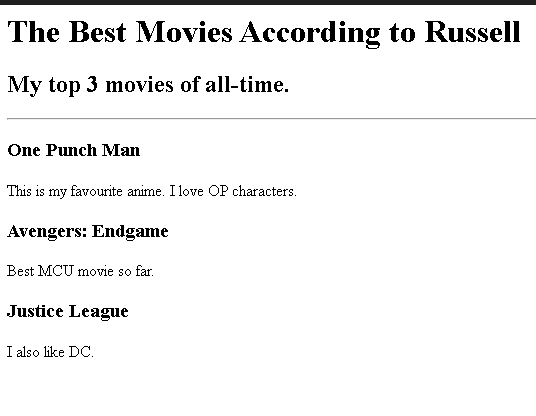 The Best Movies According to Russell
My top 3 movies of all-time.
One Punch Man
This is my favourite anime. I love OP characters.
Avengers: Endgame
Best MCU movie so far.
Justice League
I also like DC.